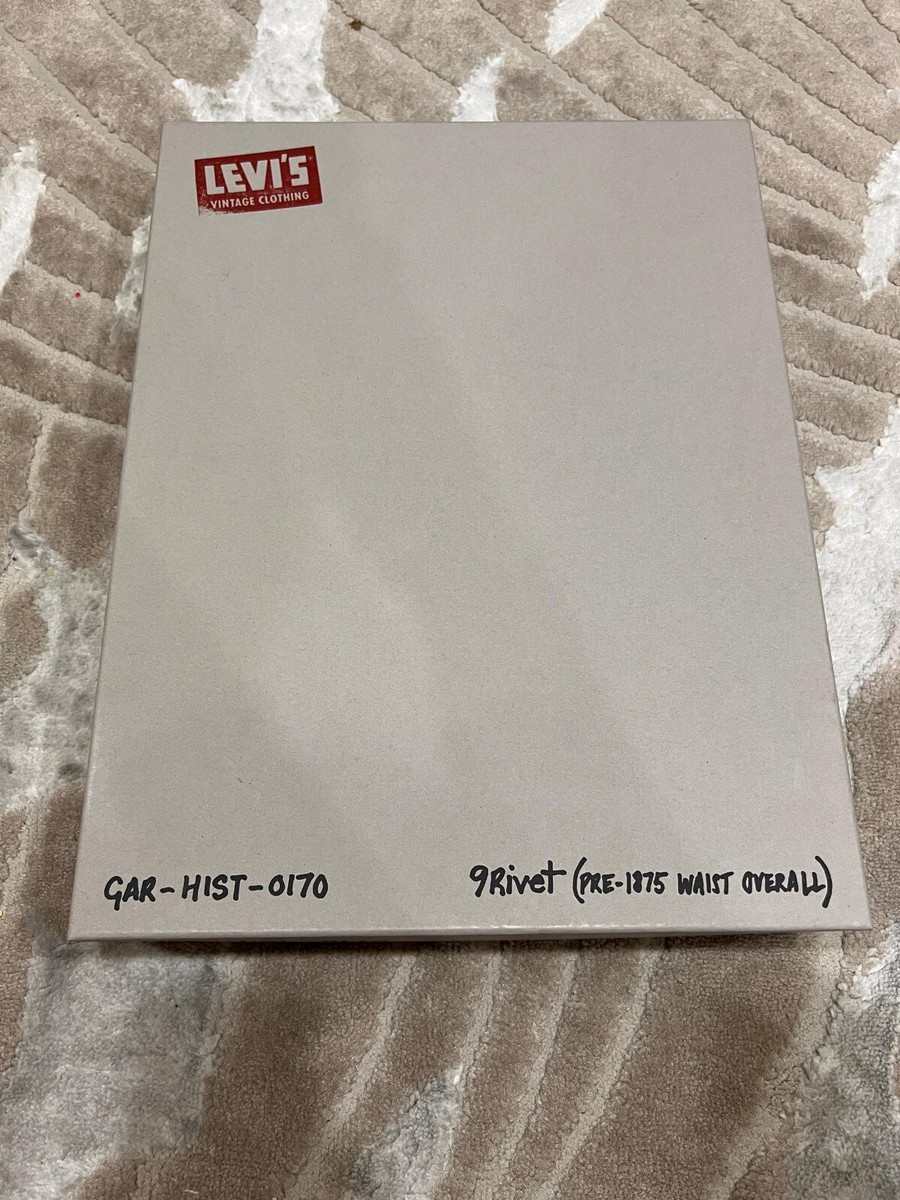 LEVI'S
VINTAGE CLOTHING
GAR-HIST-0170
9Rivet (PRE-1875 WAIST OVERALL)